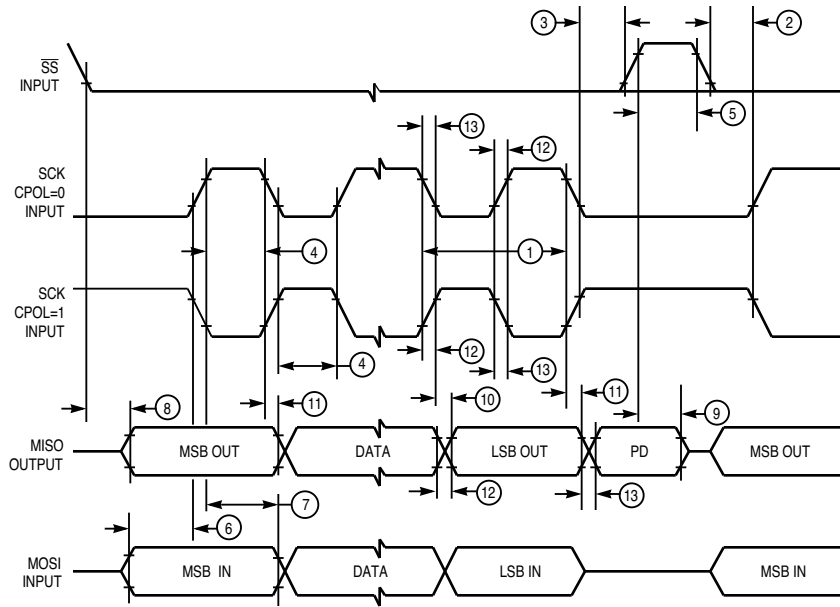 3
2
SS
INPUT
5
13
12
SCK
CPOL=0
INPUT
4
1
SCK
CPOL=1
INPUT
4
12
13
8
11
10
11
9
MISO
OUTPUT
MSB OUT
DATA
LSB OUT
PD
MSB OUT
7
12
13
6
MOSI
INPUT
MSB IN
DATA
LSB IN
MSB IN